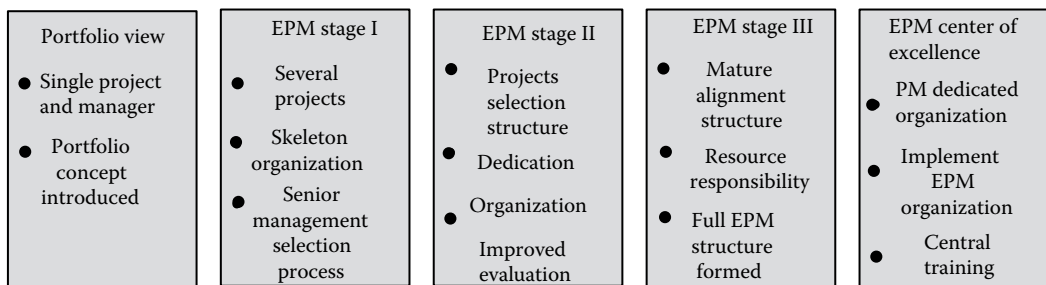 Portfolio view
Single project
and manager
Portfolio
concept
introduced
EPM stage I
Several
projects
Skeleton
organization
Senior
management
selection
process
EPM stage II
Projects
selection
structure
Dedication
Organization
Improved
evaluation
EPM stage III
Mature
alignment
structure
Resource
responsibility
Full EPM
structure
formed
EPM center of
excellence
PM dedicated
organization
Implement
EPM
organization
Central
training